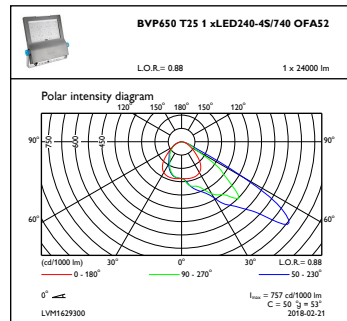 BVP650 T25 1 xLED240-4S/740 OFA52
L.O.R.= 0.88 1 x 24000 lm
Polar intensity diagram
120° 150° 180° 150° 120°
90° 90°
750 600 450
60° 60°
(cd/1000 lm) 30° 0° 30° L.O.R.= 0.88
0 - 180° 90 - 270° 50 - 230°
0°
Imax = 757 cd/1000 lm
C = 50 °g = 53°
LVM1629300 2018-02-21